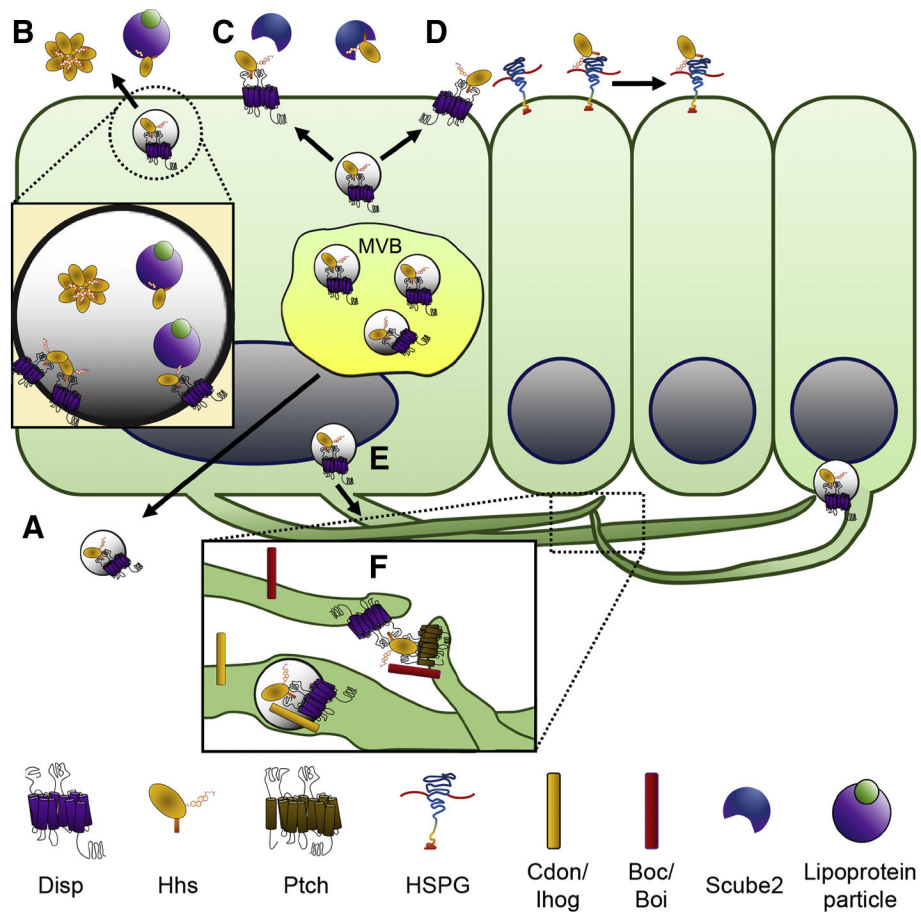 B
C
D
MVB
E
A
F
Disp
Hhs
Ptch
HSPG
Cdon/
Ihog
Boc/
Boi
Scube2
Lipoprotein
particle